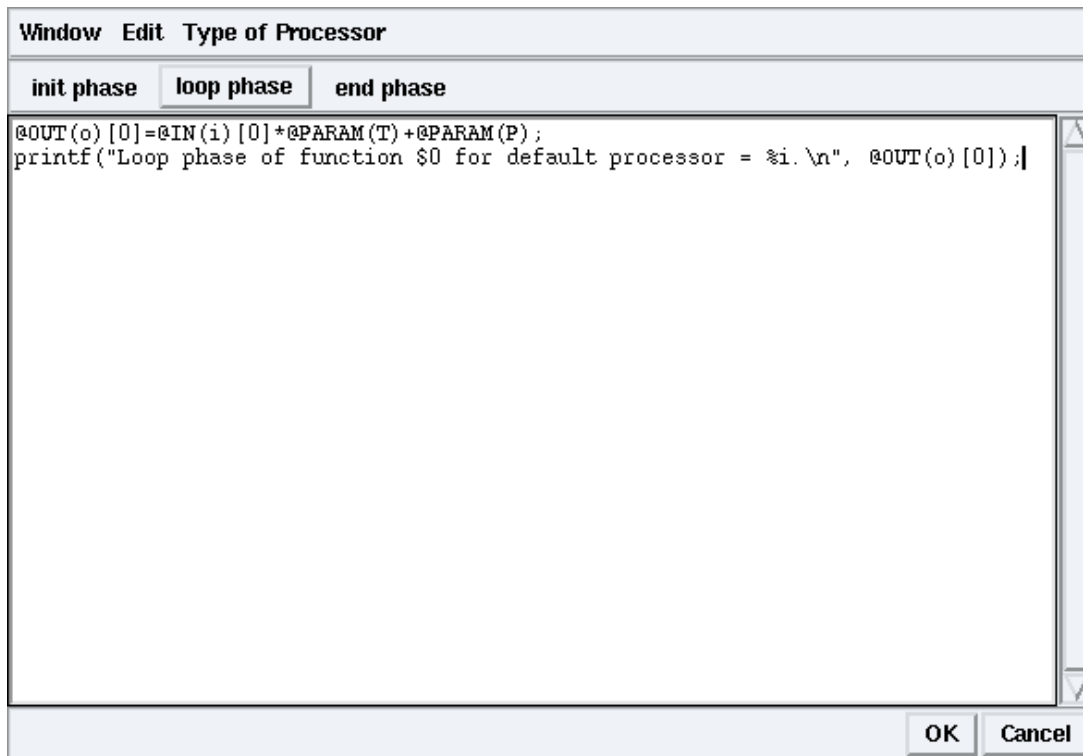 Window Edit Type of Processor
init phase loop phase end phase
@OUT(o)[0]=@IN(i)[0]*@PARAM(T)+@PARAM(P);
printf("Loop phase of function $0 for default processor = %i.\n", @OUT(o)[0]);
OK Cancel